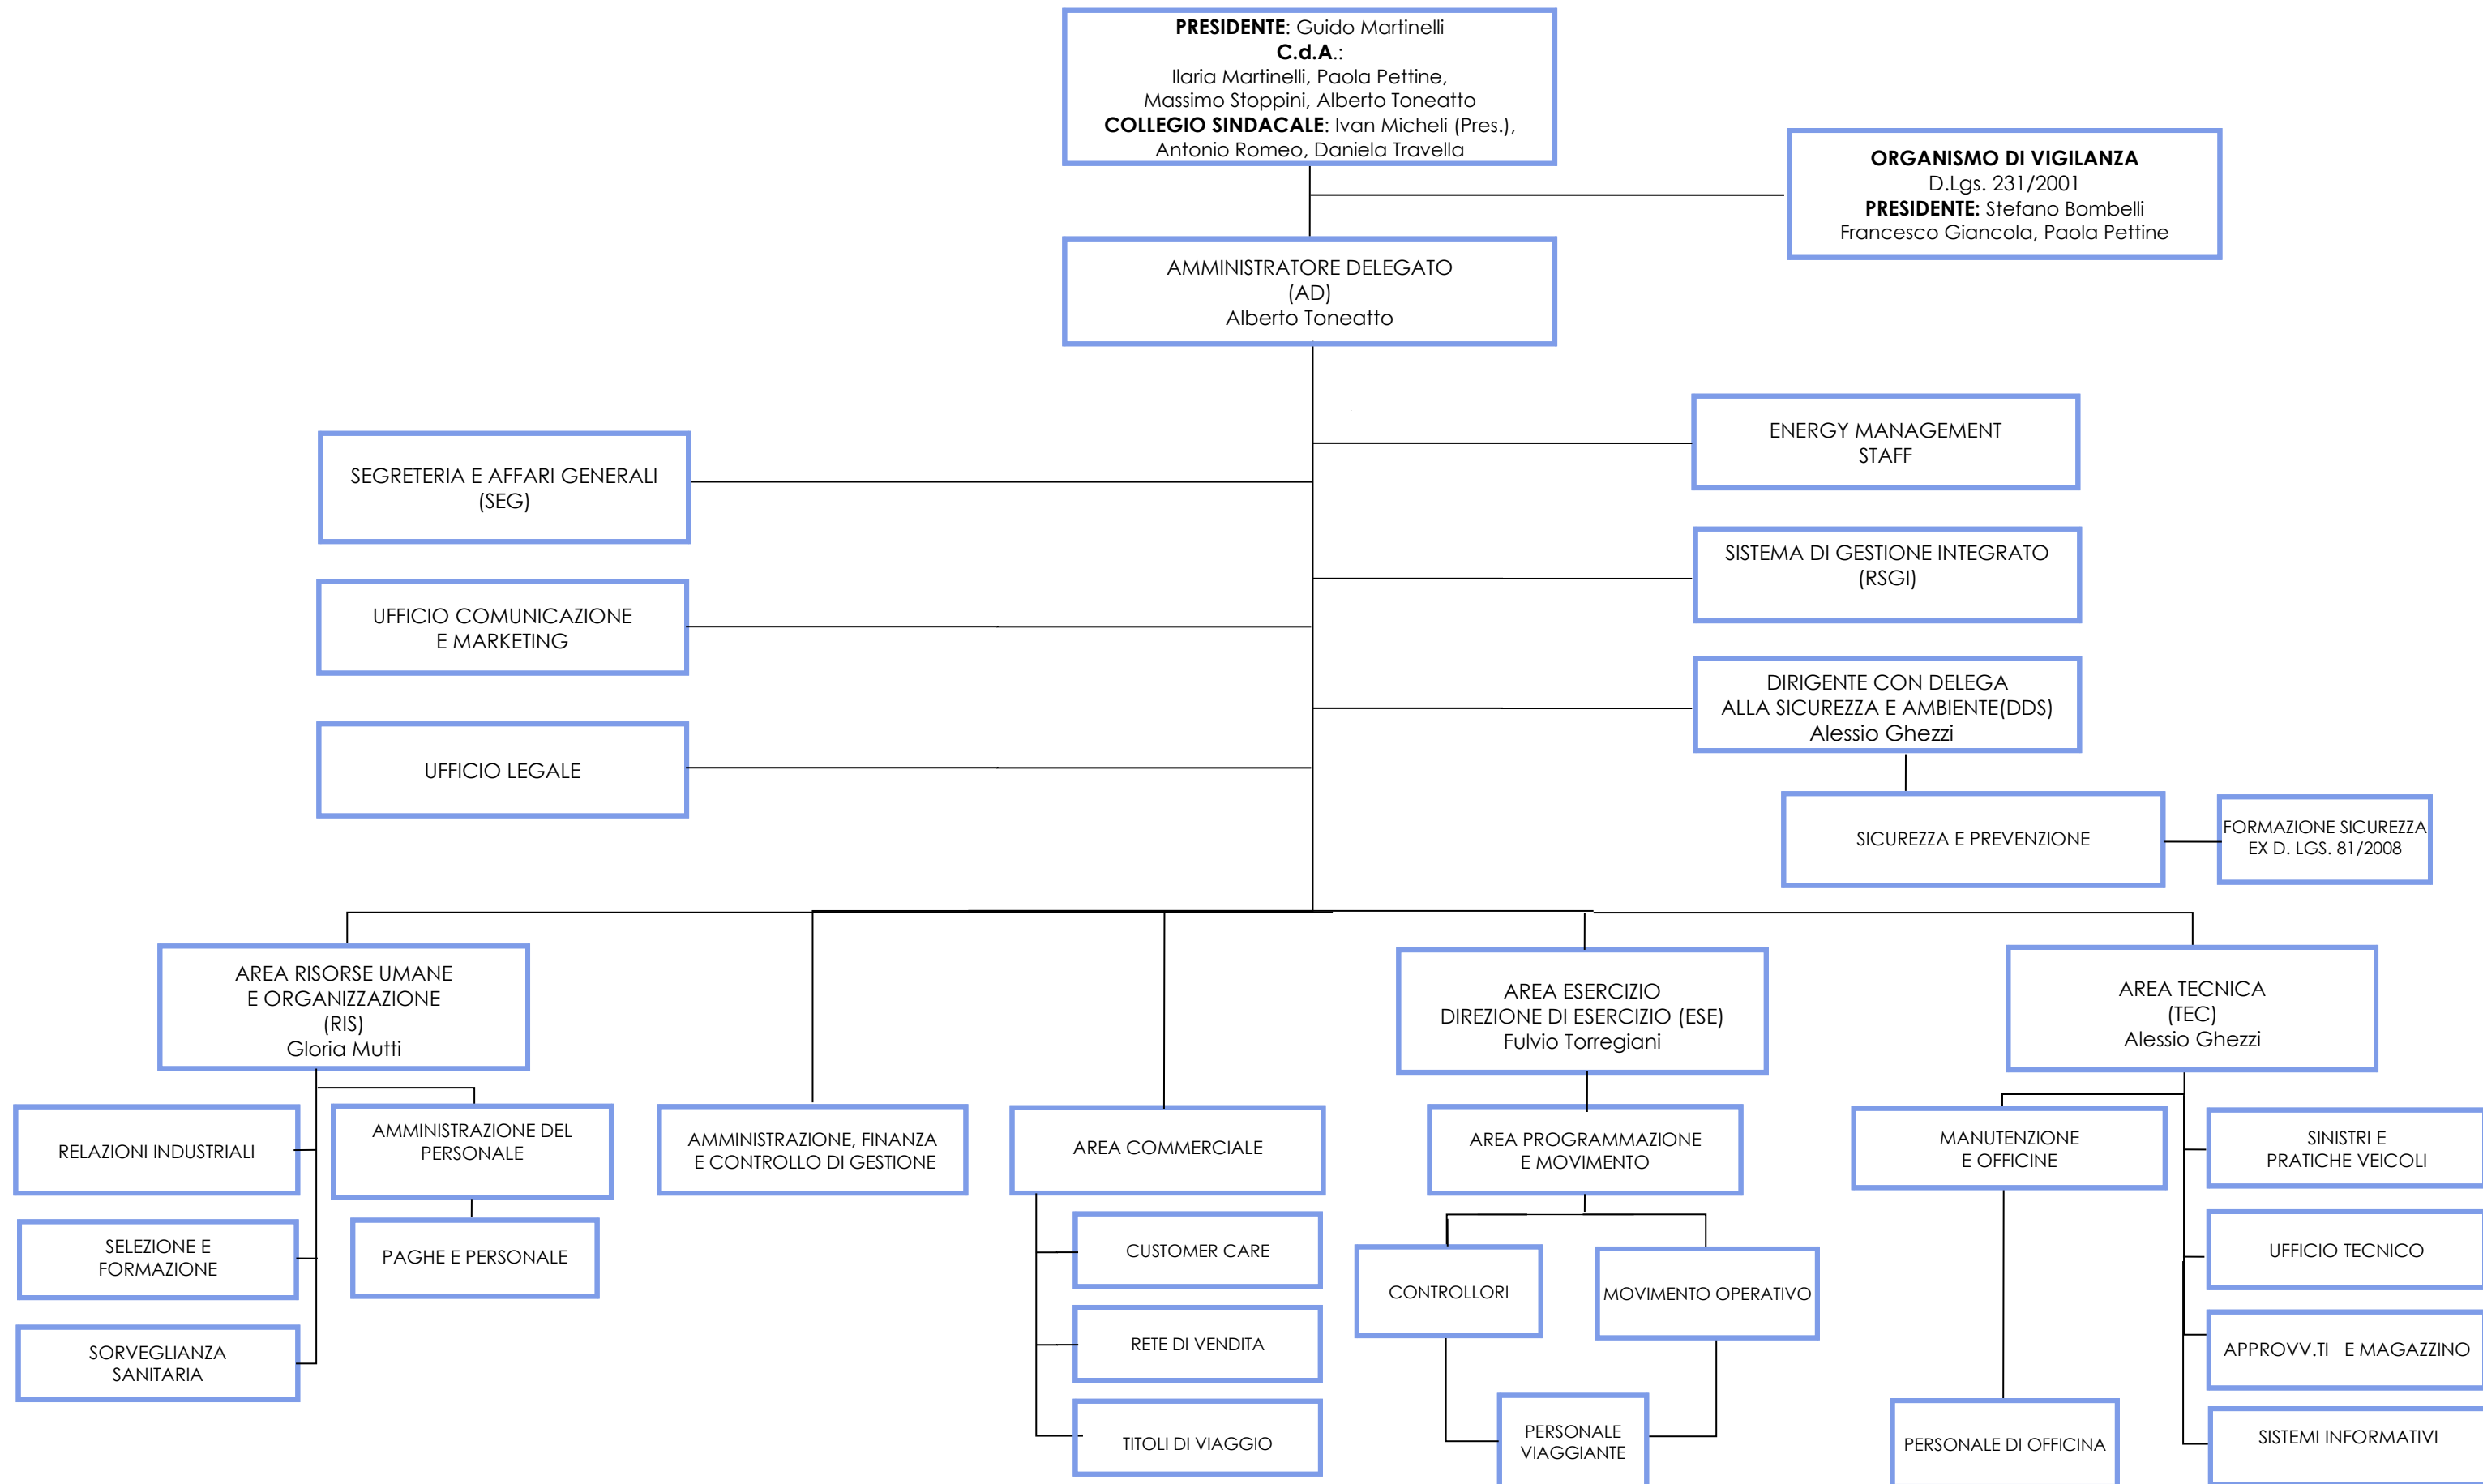 PRESIDENTE: Guido Martinelli
C.d.A.:
Ilaria Martinelli, Paola Pettine,
Massimo Stoppini, Alberto Toneatto
COLLEGIO SINDACALE: Ivan Micheli (Pres.),
Antonio Romeo, Daniela Travella
ORGANISMO DI VIGILANZA
D.Lgs. 231/2001
PRESIDENTE: Stefano Bombelli
Francesco Giancola, Paola Pettine
AMMINISTRATORE DELEGATO
(AD)
Alberto Toneatto
ENERGY MANAGEMENT
STAFF
SEGRETERIA E AFFARI GENERALI
(SEG)
SISTEMA DI GESTIONE INTEGRATO
(RSGI)
UFFICIO COMUNICAZIONE
E MARKETING
DIRIGENTE CON DELEGA
ALLA SICUREZZA E AMBIENTE(DDS)
Alessio Ghezzi
UFFICIO LEGALE
SICUREZZA E PREVENZIONE
FORMAZIONE SICUREZZA
EX D. LGS. 81/2008
AREA RISORSE UMANE
E ORGANIZZAZIONE
(RIS)
Gloria Mutti
AREA ESERCIZIO
DIREZIONE DI ESERCIZIO (ESE)
Fulvio Torregiani
AREA TECNICA
(TEC)
Alessio Ghezzi
RELAZIONI INDUSTRIALI
AMMINISTRAZIONE DEL
PERSONALE
AMMINISTRAZIONE, FINANZA
E CONTROLLO DI GESTIONE
AREA COMMERCIALE
AREA PROGRAMMAZIONE
E MOVIMENTO
MANUTENZIONE
E OFFICINE
SINISTRI E
PRATICHE VEICOLI
SELEZIONE E
FORMAZIONE
PAGHE E PERSONALE
CUSTOMER CARE
CONTROLLORI
MOVIMENTO OPERATIVO
UFFICIO TECNICO
SORVEGLIANZA
SANITARIA
RETE DI VENDITA
APPROVV.TI E MAGAZZINO
TITOLI DI VIAGGIO
PERSONALE
VIAGGIANTE
PERSONALE DI OFFICINA
SISTEMI INFORMATIVI